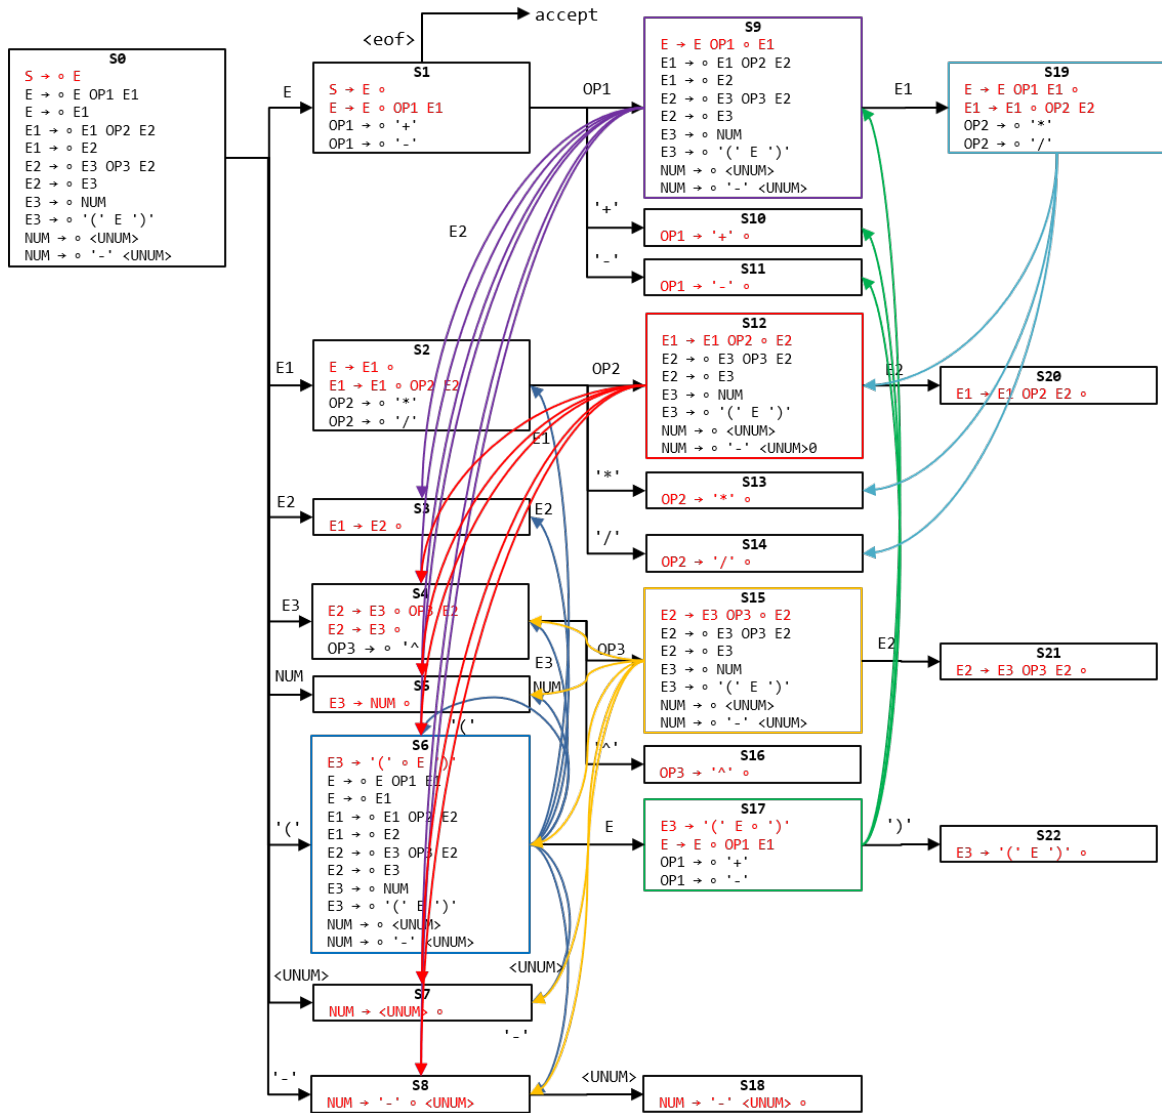 <eof>
accept
S0
S → ∘ E
E → ∘ E OP1 E1
E → ∘ E1
E1 → ∘ E1 OP2 E2
E1 → ∘ E2
E2 → ∘ E3 OP3 E2
E2 → ∘ E3
E3 → ∘ NUM
E3 → ∘ '(' E ')'
NUM → ∘ <UNUM>
NUM → ∘ '-' <UNUM>
E
S1
S → E ∘
E → E ∘ OP1 E1
OP1 → ∘ '+'
OP1 → ∘ '-'
OP1
S9
E → E OP1 ∘ E1
E1 → ∘ E1 OP2 E2
E1 → ∘ E2
E2 → ∘ E3 OP3 E2
E2 → ∘ E3
E3 → ∘ NUM
E3 → ∘ '(' E ')'
NUM → ∘ <UNUM>
NUM → ∘ '-' <UNUM>
E1
S19
E → E OP1 E1 ∘
E1 → E1 ∘ OP2 E2
OP2 → ∘ '*'
OP2 → ∘ '/'
'+'
S10
OP1 → '+' ∘
E2
'-'
S11
OP1 → '-' ∘
E1
S2
E → E1 ∘
E1 → E1 ∘ OP2 E2
OP2 → ∘ '*'
OP2 → ∘ '/'
OP2
S12
E1 → E1 OP2 ∘ E2
E2 → ∘ E3 OP3 E2
E2 → ∘ E3
E3 → ∘ NUM
E3 → ∘ '(' E ')'
NUM → ∘ <UNUM>
NUM → ∘ '-' <UNUM>0
E2
S20
E1 → E1 OP2 E2 ∘
E1
'*'
S13
OP2 → '*' ∘
E2
S3
E1 → E2 ∘
E2
'/'
S14
OP2 → '/' ∘
E3
S4
E2 → E3 ∘ OP3 E2
E2 → E3 ∘
OP3 → ∘ '^
OP3
S15
E2 → E3 OP3 ∘ E2
E2 → ∘ E3 OP3 E2
E2 → ∘ E3
E3 → ∘ NUM
E3 → ∘ '(' E ')'
NUM → ∘ <UNUM>
NUM → ∘ '-' <UNUM>
E2
S21
E2 → E3 OP3 E2 ∘
E3
NUM
S5
E3 → NUM ∘
NUM
'('
'^'
S16
OP3 → '^' ∘
'('
S6
E3 → '(' ∘ E ')'
E → ∘ E OP1 E1
E → ∘ E1
E1 → ∘ E1 OP2 E2
E1 → ∘ E2
E2 → ∘ E3 OP3 E2
E2 → ∘ E3
E3 → ∘ NUM
E3 → ∘ '(' E ')'
NUM → ∘ <UNUM>
NUM → ∘ '-' <UNUM>
E
S17
E3 → '(' E ∘ ')'
E → E ∘ OP1 E1
OP1 → ∘ '+'
OP1 → ∘ '-'
')'
S22
E3 → '(' E ')' ∘
<UNUM>
S7
NUM → <UNUM> ∘
<UNUM>
'-'
'-'
S8
NUM → '-' ∘ <UNUM>
<UNUM>
S18
NUM → '-' <UNUM> ∘